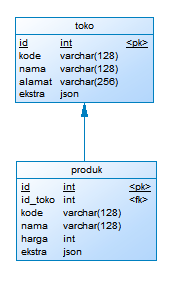 toko
id int <pk>
kode varchar(128)
nama varchar(128)
alamat varchar(256)
ekstra json
produk
id int <pk>
id_toko int <fk>
kode varchar(128)
nama varchar(128)
harga int
ekstra json